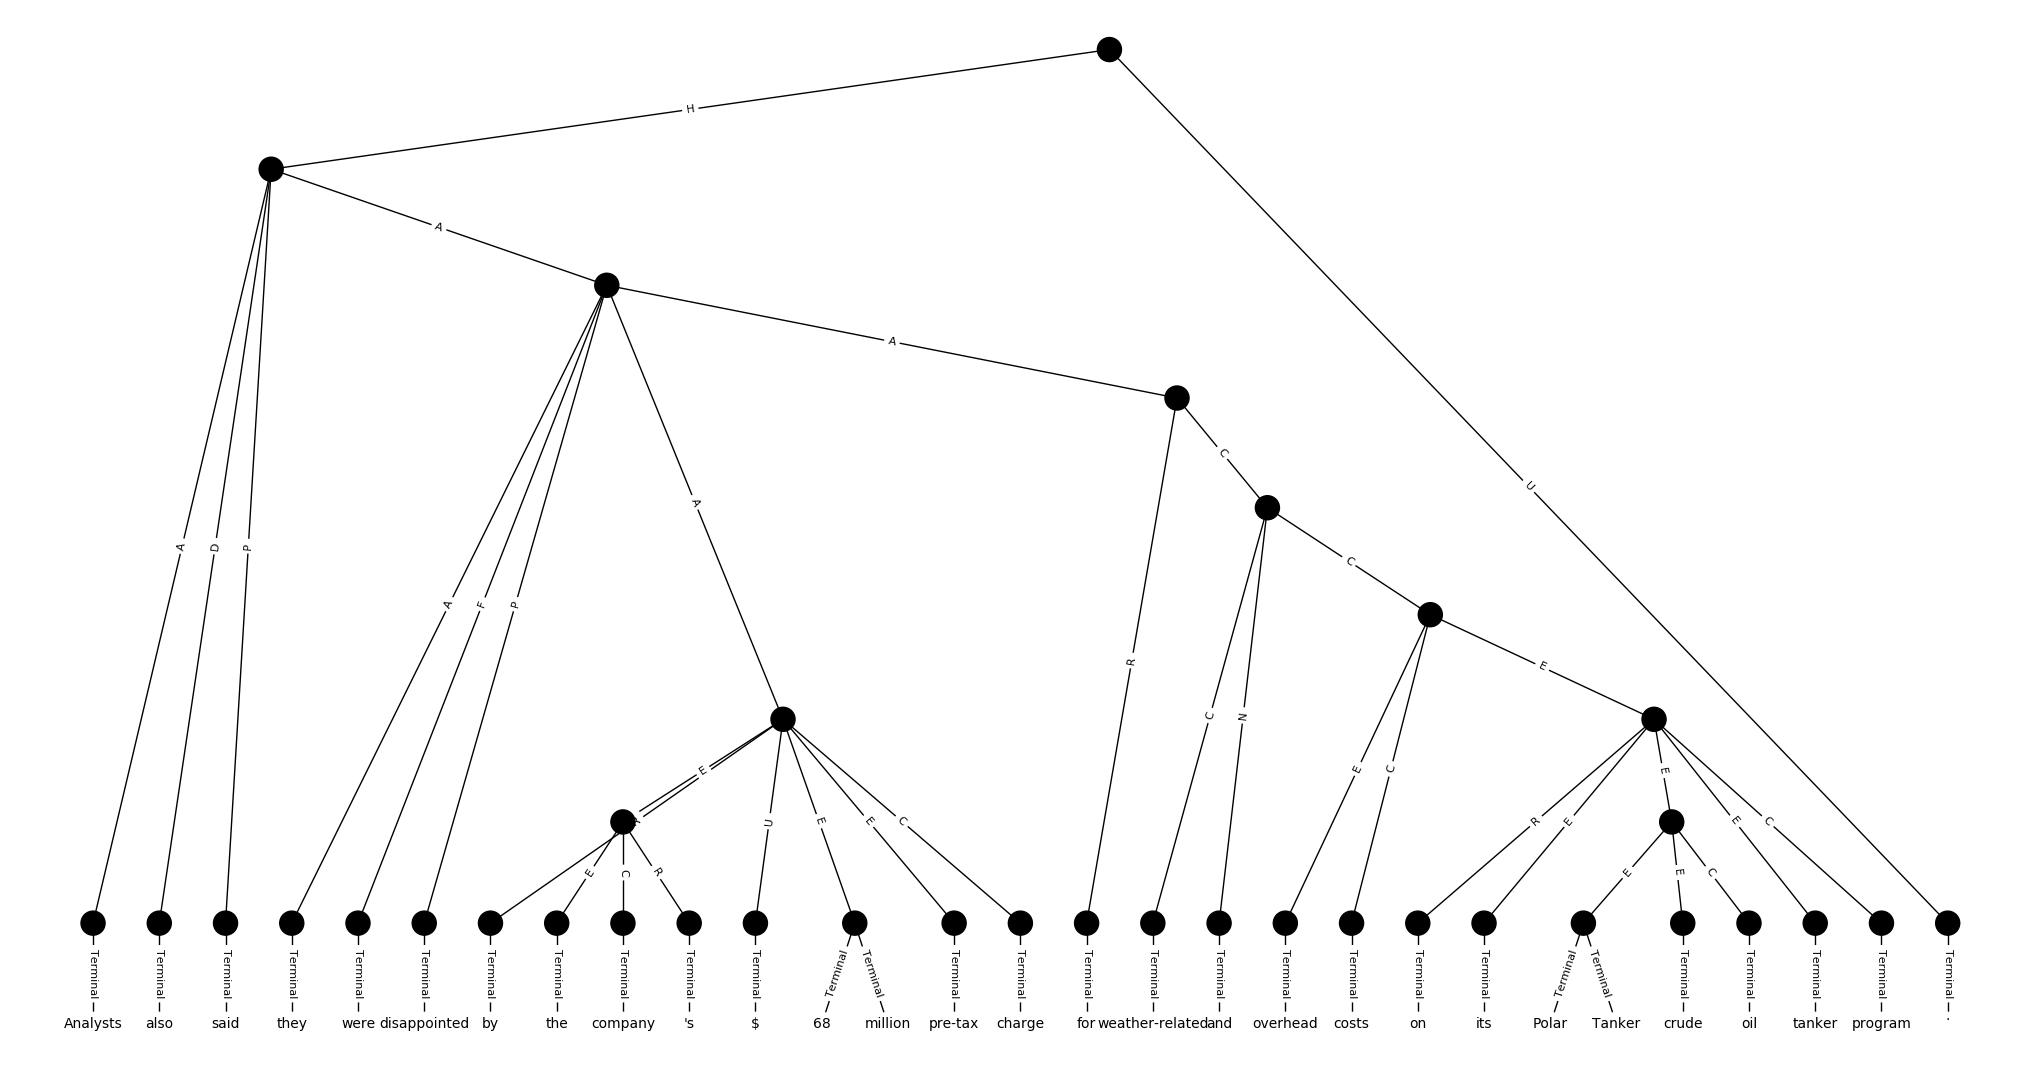 H
A
A
C
U
A
D
P
A
F
P
A
C
E
R
C
N
E
C
E
E
U
E
E
C
R
E
E
E
C
E
C
R
E
E
C
Terminal Terminal Terminal Terminal Terminal Terminal Terminal Terminal Terminal Terminal Terminal Terminal Terminal Terminal Terminal Terminal Terminal Terminal Terminal Terminal Terminal Terminal Terminal Terminal Terminal Terminal Terminal Terminal Terminal
Analysts also said they were disappointed by the company 's $ 68 million pre-tax charge for weather-related and overhead costs on its Polar Tanker crude oil tanker program .